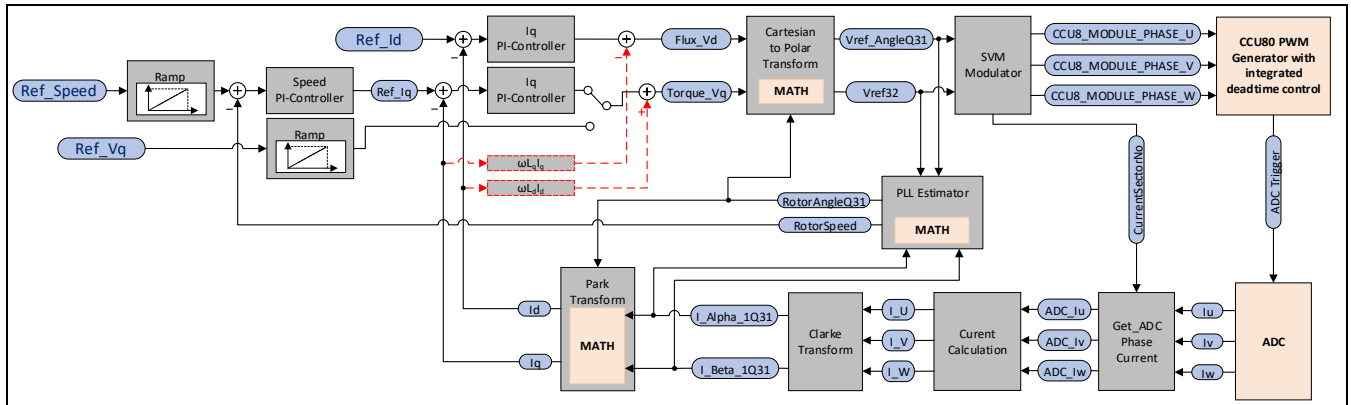 Ref_Id
Iq
PI-Controller
Flux_Vd
Cartesian
to Polar
Transform
MATH
Vref_AngleQ31
SVM
Modulator
CCU8_MODULE_PHASE_U
CCU8_MODULE_PHASE_V
CCU8_MODULE_PHASE_W
CCU80 PWM
Generator with
integrated
deadtime control
Ref_Speed
Ramp
Speed
PI-Controller
Ref_Iq
Iq
PI-Controller
Torque_Vq
Vref32
Ref_Vq
Ramp
ωLqIq
ωLdId
RotorAngleQ31
RotorSpeed
PLL Estimator
MATH
CurrentSectorNo
ADC Trigger
Park
Transform
MATH
Id
Iq
I_Alpha_1Q31
I_Beta_1Q31
Clarke
Transform
I_U
I_V
I_W
Curent
Calculation
ADC_Iu
ADC_Iv
ADC_Iw
Get_ADC
Phase
Current
Iu
Iv
Iw
ADC